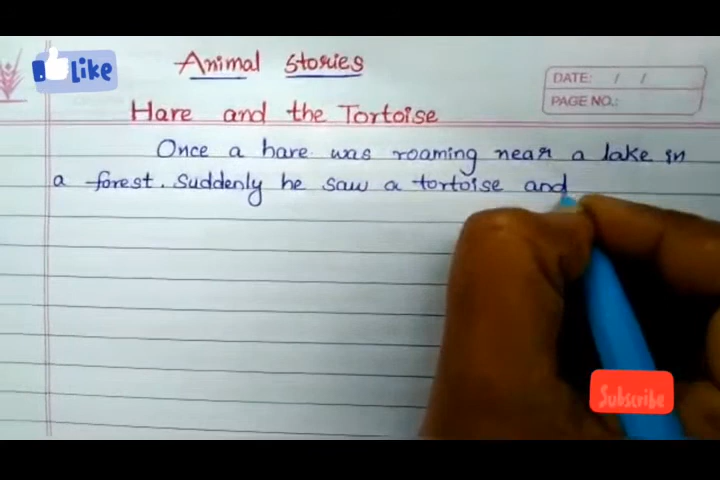 Like
Animal Stories
DATE: / /
PAGE NO.:
Hare and the Tortoise
Once a hare was roaming near a lake in
a forest. Suddenly he saw a tortoise and
Subscribe